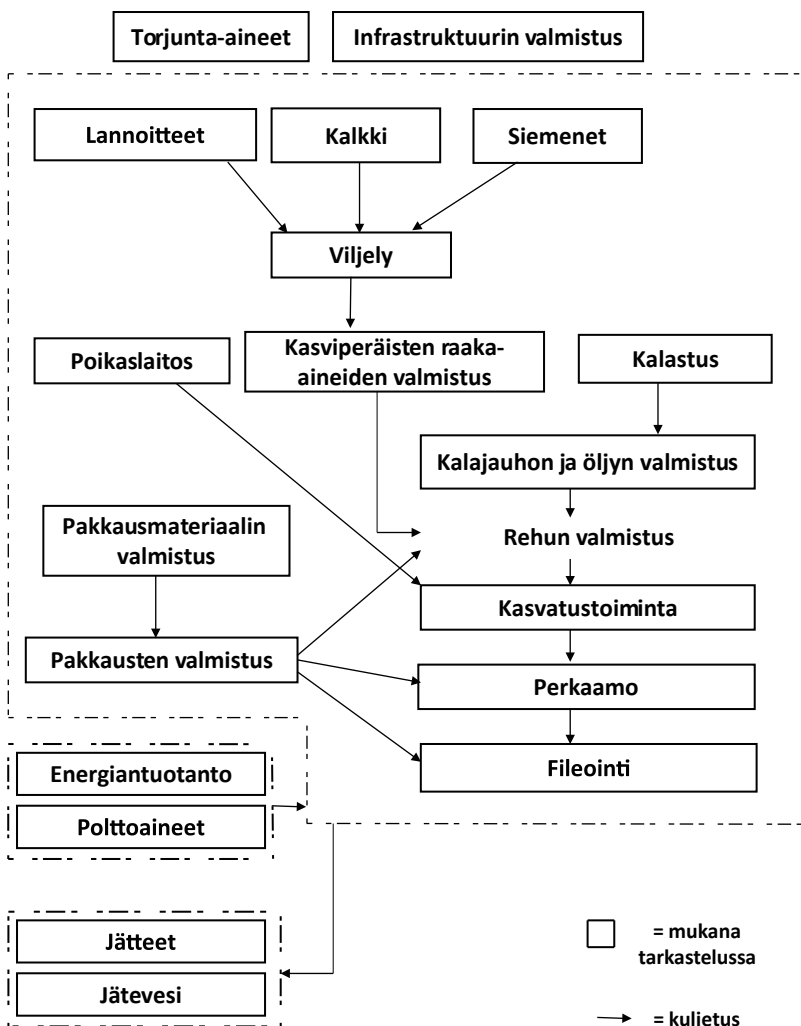 Torjunta-aineet
Infrastruktuurin valmistus
Lannoitteet
Kalkki
Siemenet
Viljely
Poikaslaitos
Kasviperäisten raaka-
aineiden valmistus
Kalastus
Kalajauhon ja öljyn valmistus
Pakkausmateriaalin
valmistus
Rehun valmistus
Kasvatustoiminta
Pakkausten valmistus
Perkaamo
Energiantuotanto
Fileointi
Polttoaineet
Jätteet
Jätevesi
= mukana
tarkastelussa
= kuljetus